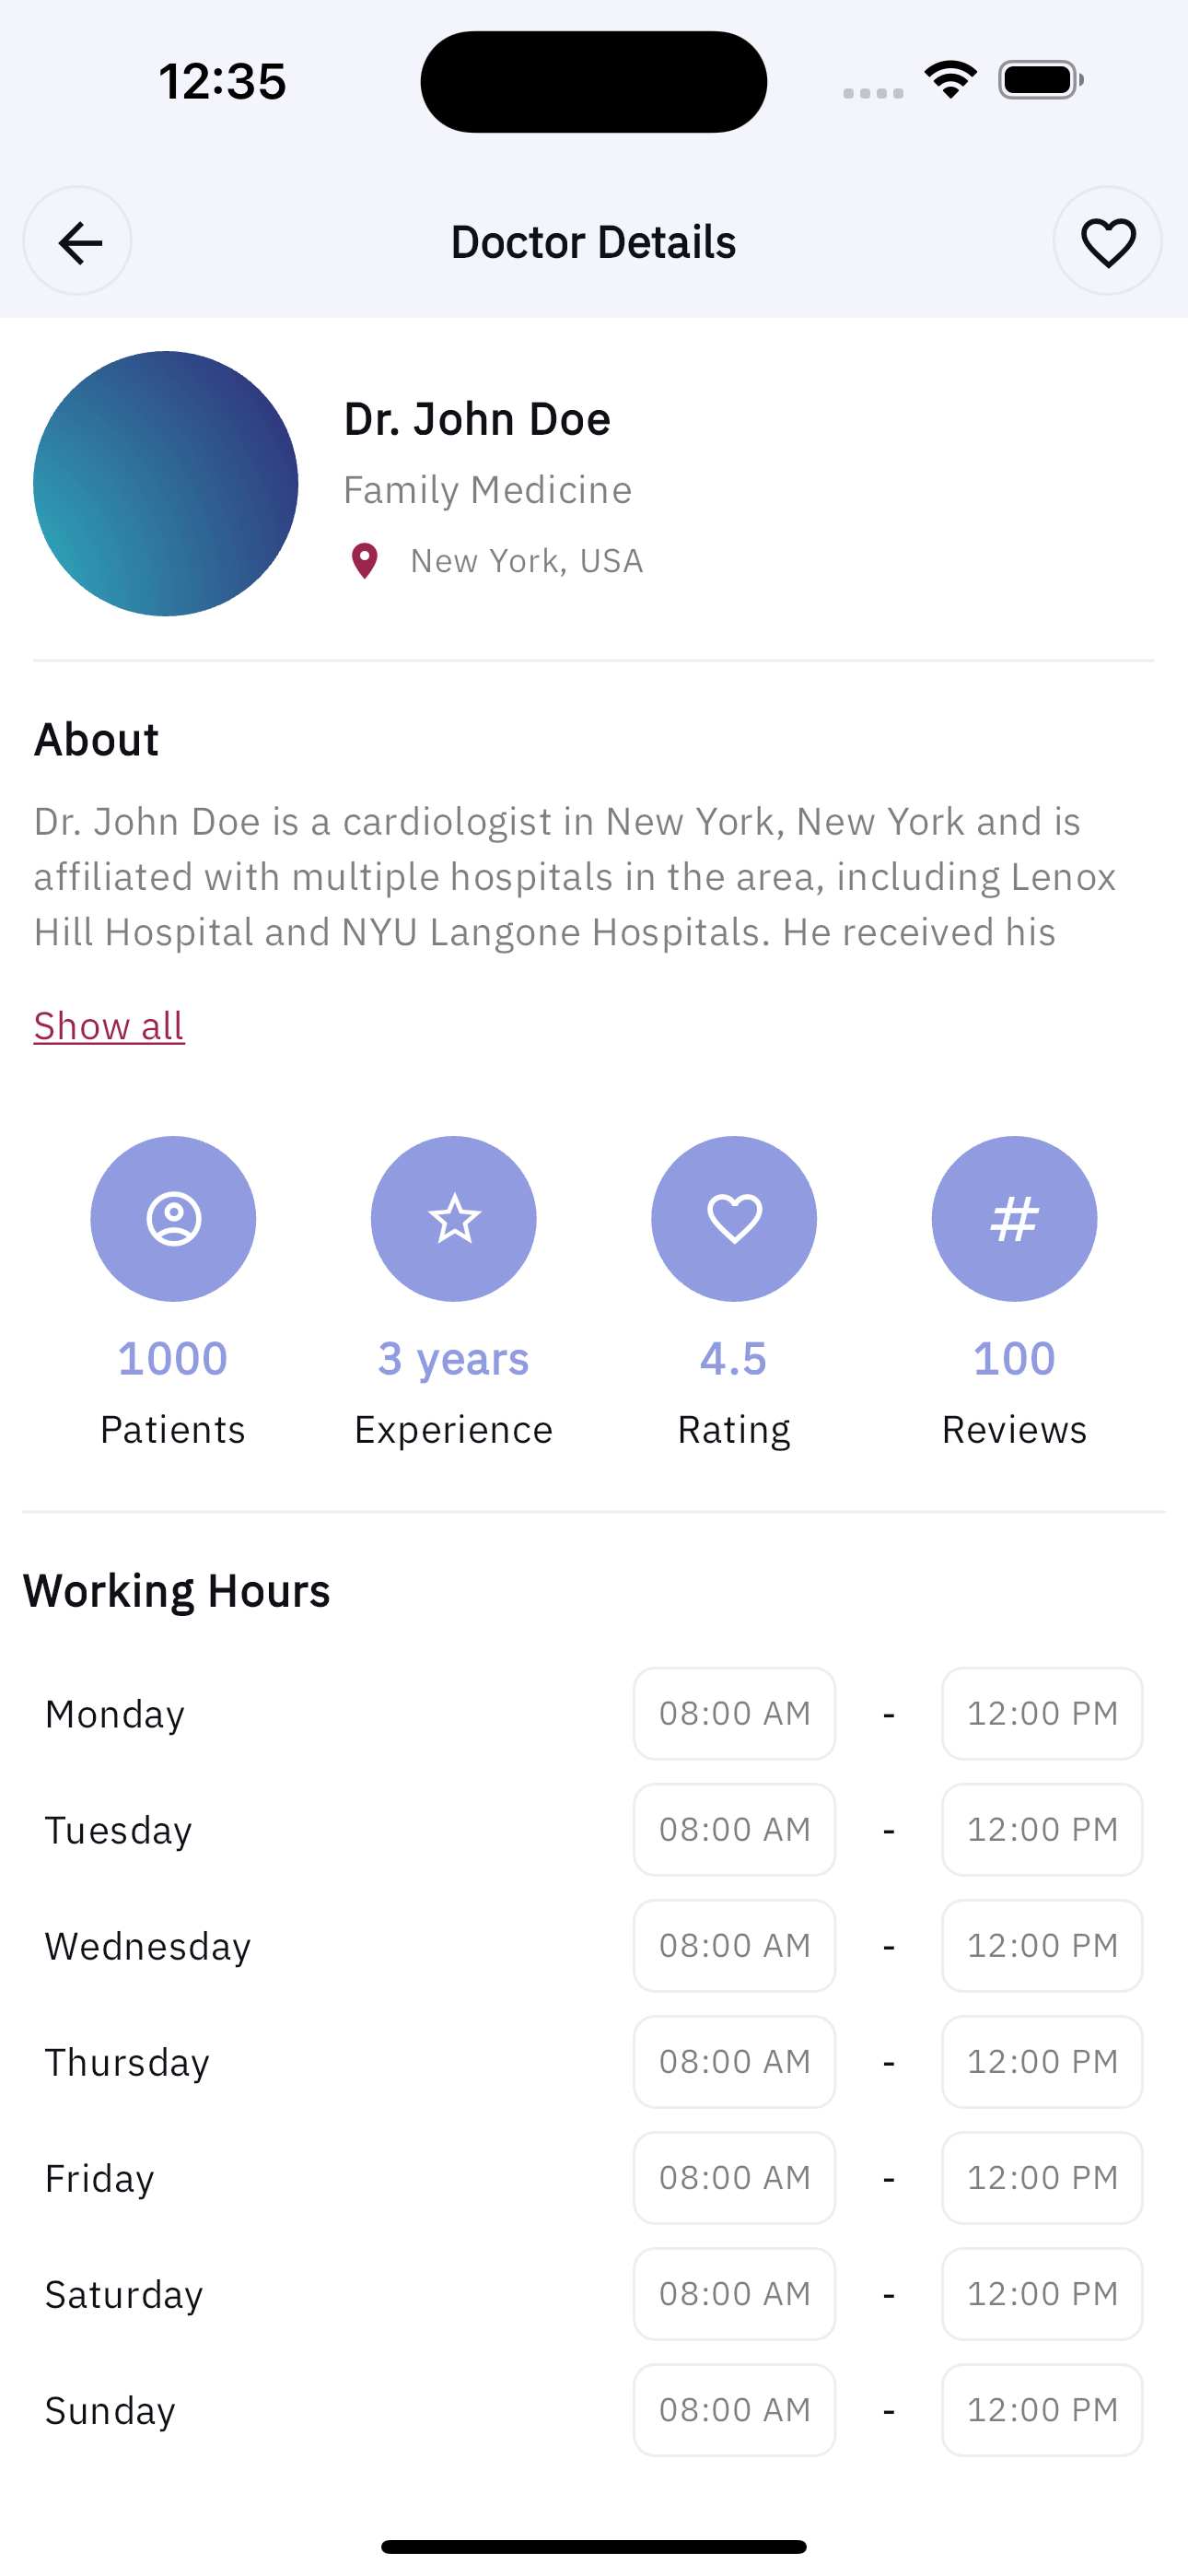 12:35
Doctor Details
Dr. John Doe
Family Medicine
New York, USA
About
Dr. John Doe is a cardiologist in New York, New York and is
affiliated with multiple hospitals in the area, including Lenox
Hill Hospital and NYU Langone Hospitals. He received his
Show all
1000 3 years 4.5 100
Patients Experience Rating Reviews
Working Hours
Monday 08:00 AM - 12:00 PM
Tuesday 08:00 AM - 12:00 PM
Wednesday 08:00 AM - 12:00 PM
Thursday 08:00 AM - 12:00 PM
Friday 08:00 AM - 12:00 PM
Saturday 08:00 AM - 12:00 PM
Sunday 08:00 AM - 12:00 PM